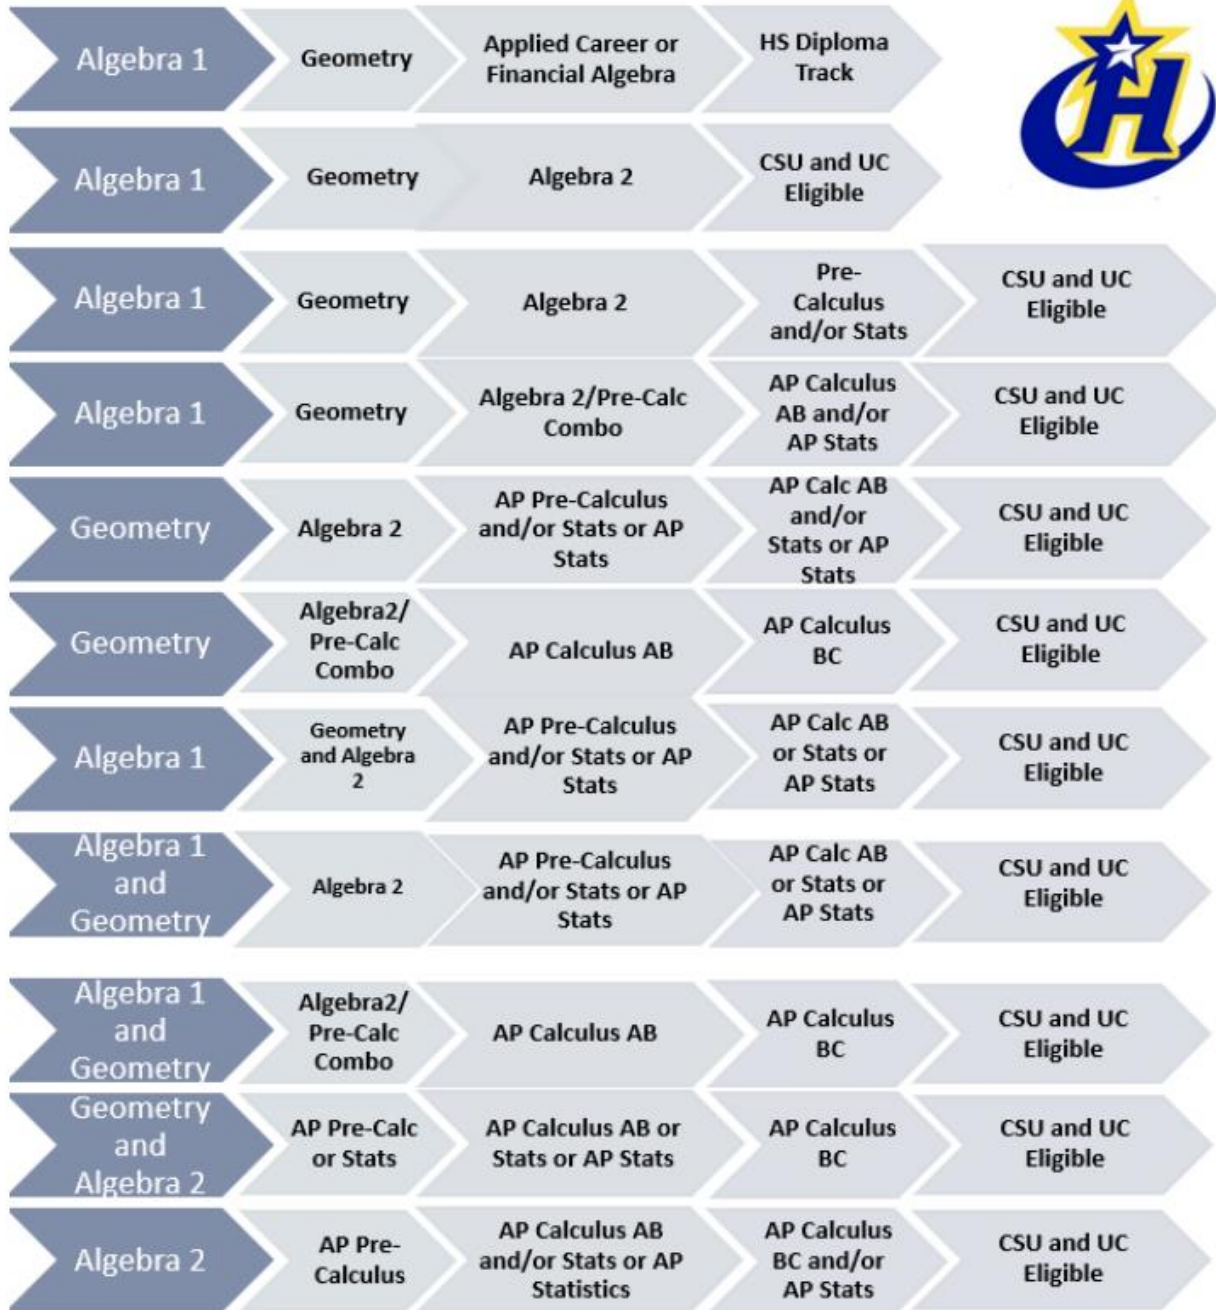 Algebra 1
Geometry
Applied Career or
Financial Algebra
HS Diploma
Track
H
Algebra 1
Geometry
Algebra 2
CSU and UC
Eligible
Algebra 1
Geometry
Algebra 2
Pre-
Calculus
and/or Stats
CSU and UC
Eligible
Algebra 1
Geometry
Algebra 2/Pre-Calc
Combo
AP Calculus
AB and/or
AP Stats
CSU and UC
Eligible
Geometry
Algebra 2
AP Pre-Calculus
and/or Stats or AP
Stats
AP Calc AB
and/or
Stats or AP
Stats
CSU and UC
Eligible
Geometry
Algebra2/
Pre-Calc
Combo
AP Calculus AB
AP Calculus
BC
CSU and UC
Eligible
Algebra 1
Geometry
and Algebra
2
AP Pre-Calculus
and/or Stats or AP
Stats
AP Calc AB
or Stats or
AP Stats
CSU and UC
Eligible
Algebra 1
and
Geometry
Algebra 2
AP Pre-Calculus
and/or Stats or AP
Stats
AP Calc AB
or Stats or
AP Stats
CSU and UC
Eligible
Algebra 1
and
Geometry
Algebra2/
Pre-Calc
Combo
AP Calculus AB
AP Calculus
BC
CSU and UC
Eligible
Geometry
and
Algebra 2
AP Pre-Calc
or Stats
AP Calculus AB or
Stats or AP Stats
AP Calculus
BC
CSU and UC
Eligible
Algebra 2
AP Pre-
Calculus
AP Calculus AB
and/or Stats or AP
Statistics
AP Calculus
BC and/or
AP Stats
CSU and UC
Eligible